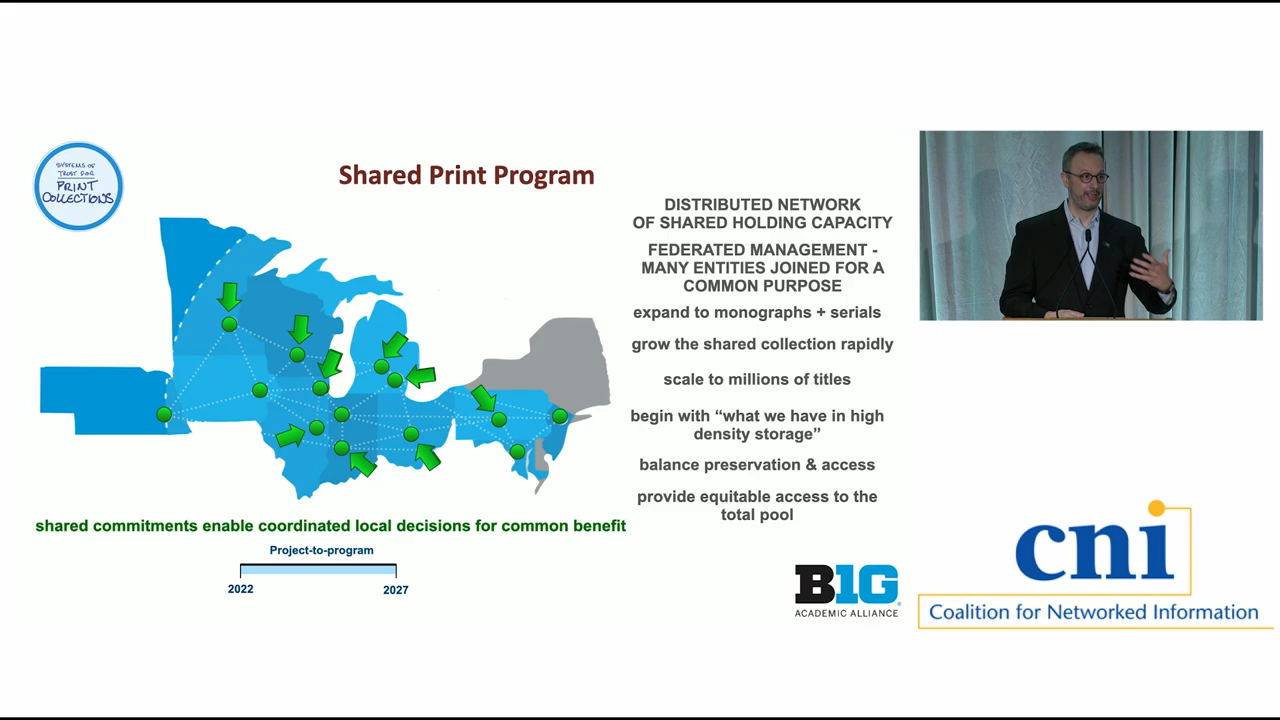 SYSTEMS OF
TRUST FOR
PRINT
COLLECTIONS
Shared Print Program
DISTRIBUTED NETWORK
OF SHARED HOLDING CAPACITY
FEDERATED MANAGEMENT -
MANY ENTITIES JOINED FOR A
COMMON PURPOSE
expand to monographs + serials
grow the shared collection rapidly
scale to millions of titles
begin with “what we have in high
density storage”
balance preservation & access
provide equitable access to the
total pool
shared commitments enable coordinated local decisions for common benefit
Project-to-program
2022
2027
B1G
ACADEMIC ALLIANCE
cni
Coalition for Networked Information